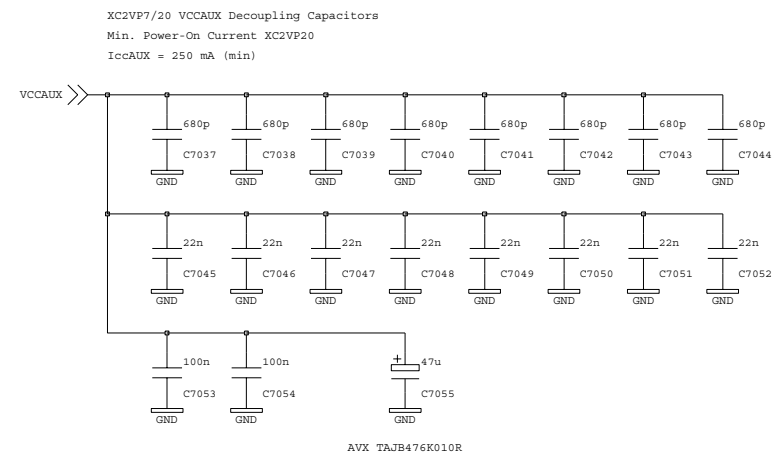 XC2VP7/20 VCCAUX Decoupling Capacitors
Min. Power-On Current XC2VP20
IccAUX = 250 mA (min)
VCCAUX
680p 680p 680p 680p 680p 680p 680p 680p
C7037 C7038 C7039 C7040 C7041 C7042 C7043 C7044
GND GND GND GND GND GND GND GND
22n 22n 22n 22n 22n 22n 22n 22n
C7045 C7046 C7047 C7048 C7049 C7050 C7051 C7052
GND GND GND GND GND GND GND GND
100n 100n + 47u
C7053 C7054 C7055
GND GND GND
AVX TAJB476K010R